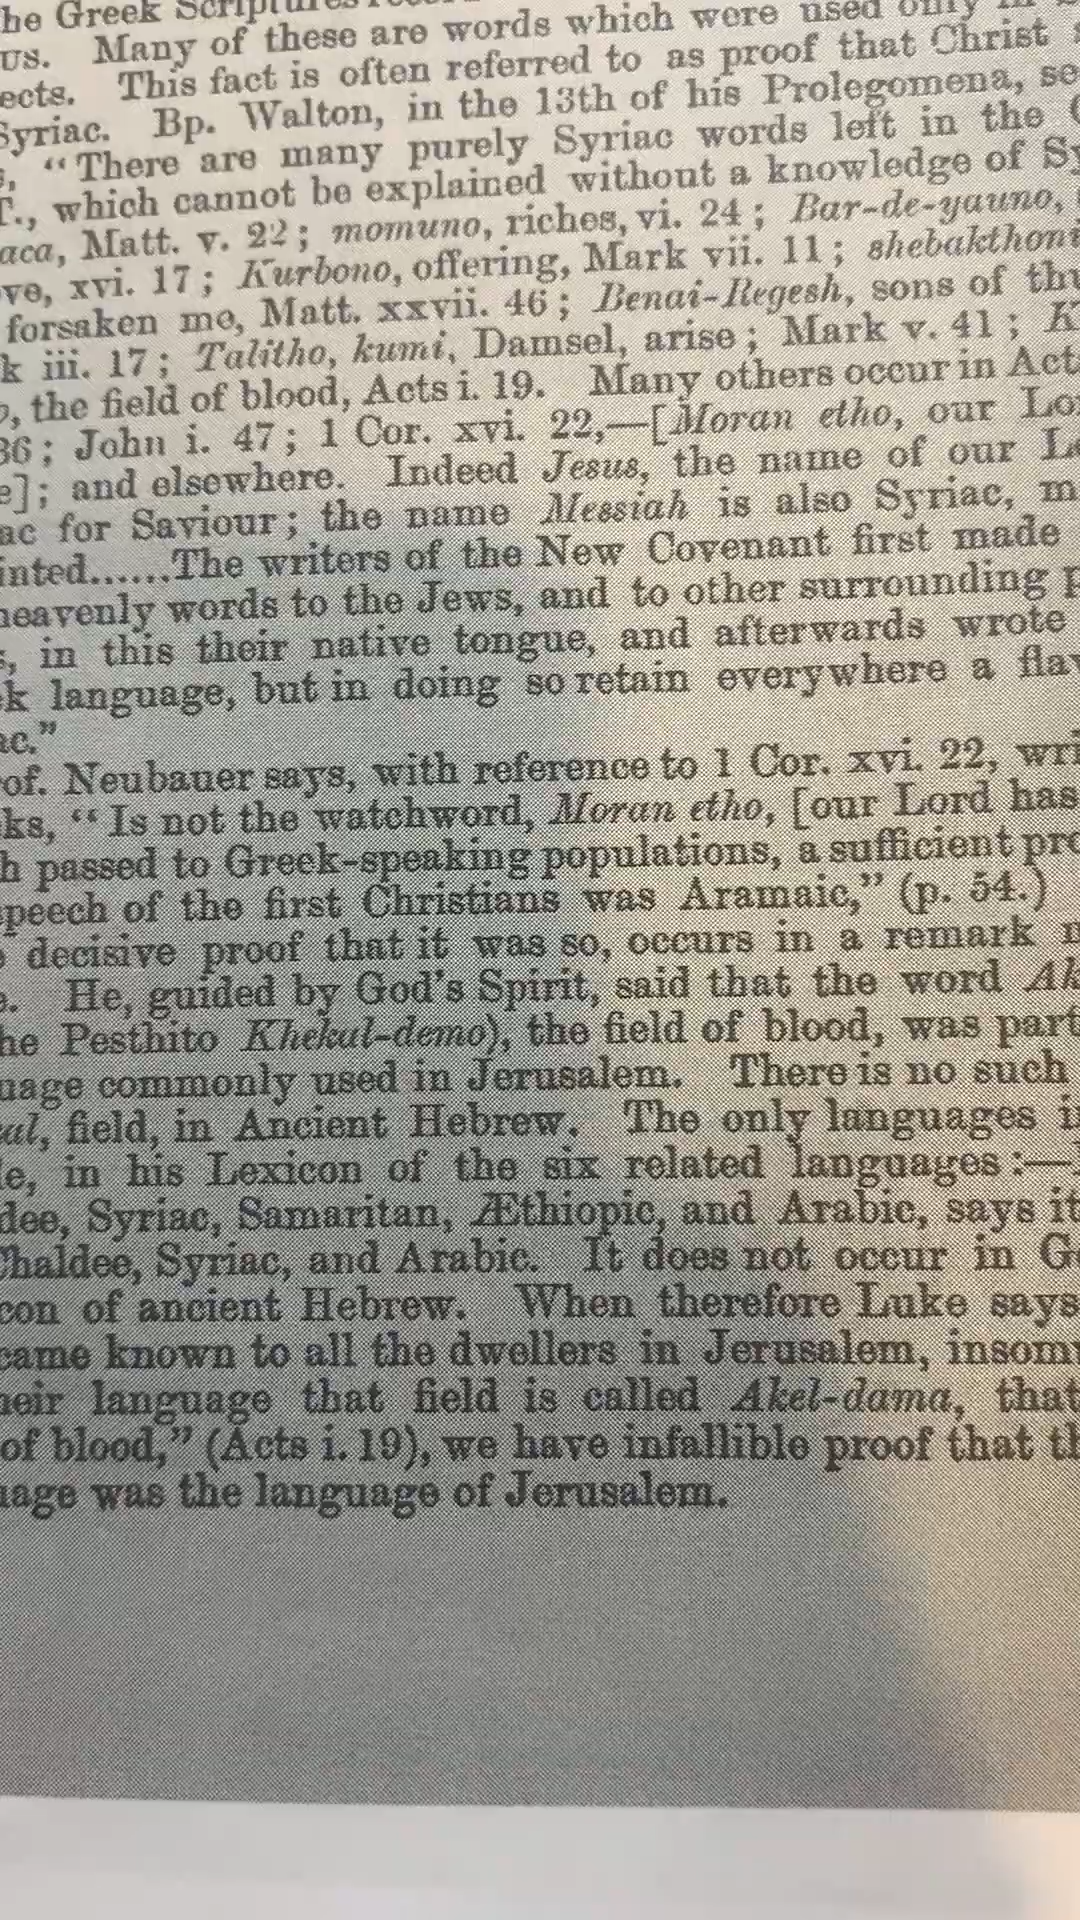 he Greek Scriptures
us. Many of these are words which were used only in
ects. This fact is often referred to as proof that Christ
Syriac. Bp. Walton, in the 13th of his Prolegomena, se
"There are many purely Syriac words left in the
T., which cannot be explained without a knowledge of Sy
aca, Matt. v. 22; momuno, riches, vi. 24; Bar-de-yauno,
ve, xvi. 17; Kurbono, offering, Mark vii. 11; shebakthoni
forsaken me, Matt. xxvii. 46; Benai-Regesh, sons of thu
k iii. 17; Talitho, kumi, Damsel, arise; Mark v. 41; K
o, the field of blood, Acts i. 19. Many others occur in Act
36; John i. 47; 1 Cor. xvi. 22,—[Moran etho, our Lo
e]; and elsewhere. Indeed Jesus, the name of our L
ac for Saviour; the name Messiah is also Syriac, m
inted......The writers of the New Covenant first made
heavenly words to the Jews, and to other surrounding p
s, in this their native tongue, and afterwards wrote
ek language, but in doing so retain everywhere a flav
ac."
rof. Neubauer says, with reference to 1 Cor. xvi. 22, wri
ks, "Is not the watchword, Moran etho, [our Lord has
h passed to Greek-speaking populations, a sufficient pro
peech of the first Christians was Aramaic," (p. 54.)
decisive proof that it was so, occurs in a remark m
e. He, guided by God's Spirit, said that the word Ak
he Pesthito Khekul-demo), the field of blood, was part
uage commonly used in Jerusalem. There is no such
ul, field, in Ancient Hebrew. The only languages i
le, in his Lexicon of the six related languages:—
dee, Syriac, Samaritan, Æthiopic, and Arabic, says it
Chaldee, Syriac, and Arabic. It does not occur in G
con of ancient Hebrew. When therefore Luke says
came known to all the dwellers in Jerusalem, insom
heir language that field is called Akel-dama, that
of blood," (Acts i. 19), we have infallible proof that th
uage was the language of Jerusalem.